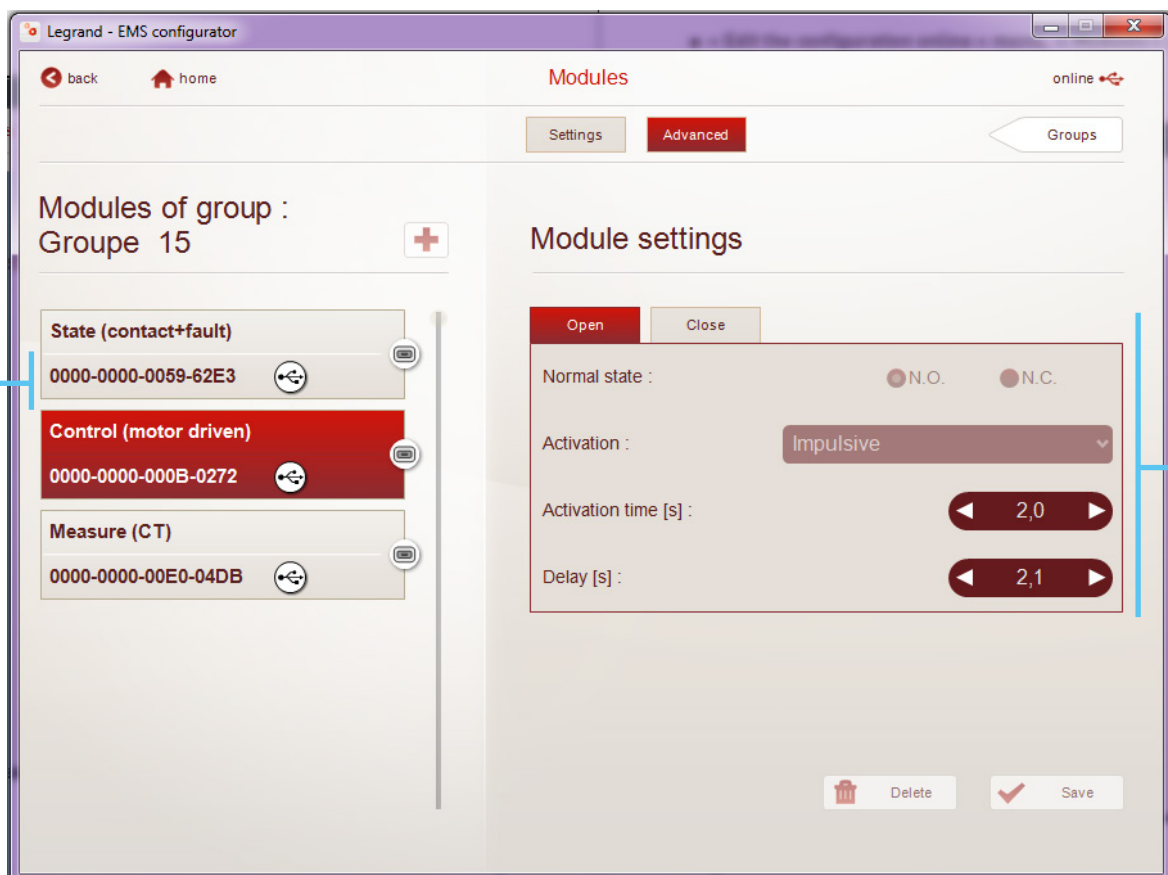 Legrand - EMS configurator
back
home
Modules
online
Settings
Advanced
Groups
Modules of group :
Groupe 15
State (contact+fault)
0000-0000-0059-62E3
Control (motor driven)
0000-0000-000B-0272
Measure (CT)
0000-0000-00E0-04DB
Module settings
Open
Close
Normal state :
N.O.
N.C.
Activation :
Impulsive
Activation time [s] :
2,0
Delay [s] :
2,1
Delete
Save